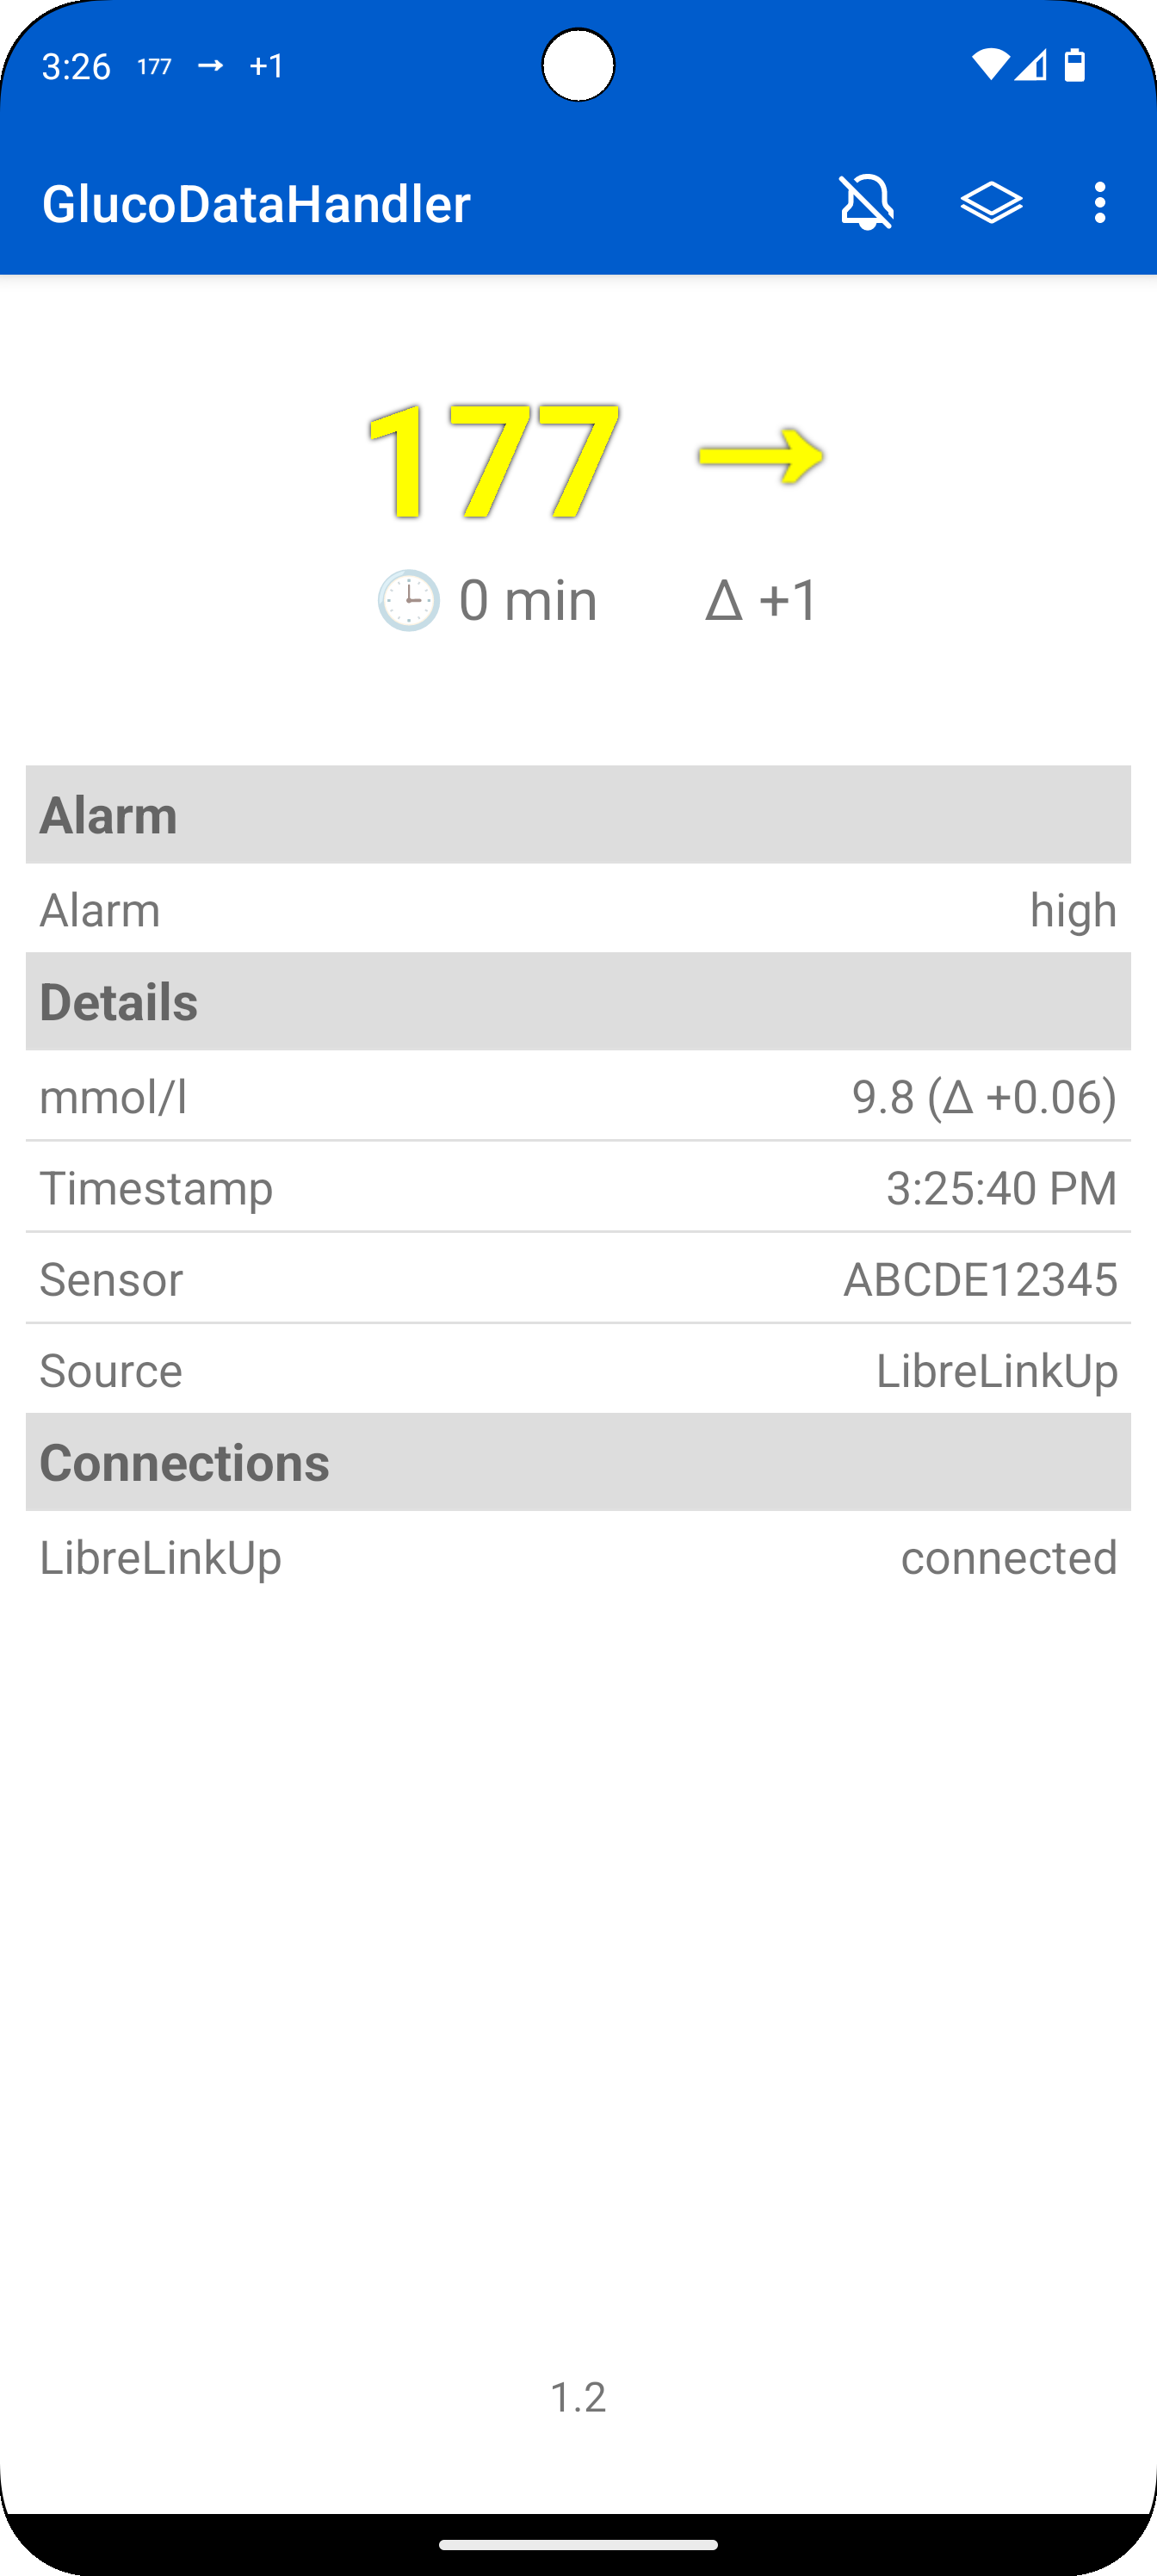 3:26 177 → +1
GlucoDataHandler
177 →
🕒 0 min Δ +1
Alarm
Alarm high
Details
mmol/l 9.8 (Δ +0.06)
Timestamp 3:25:40 PM
Sensor ABCDE12345
Source LibreLinkUp
Connections
LibreLinkUp connected
1.2